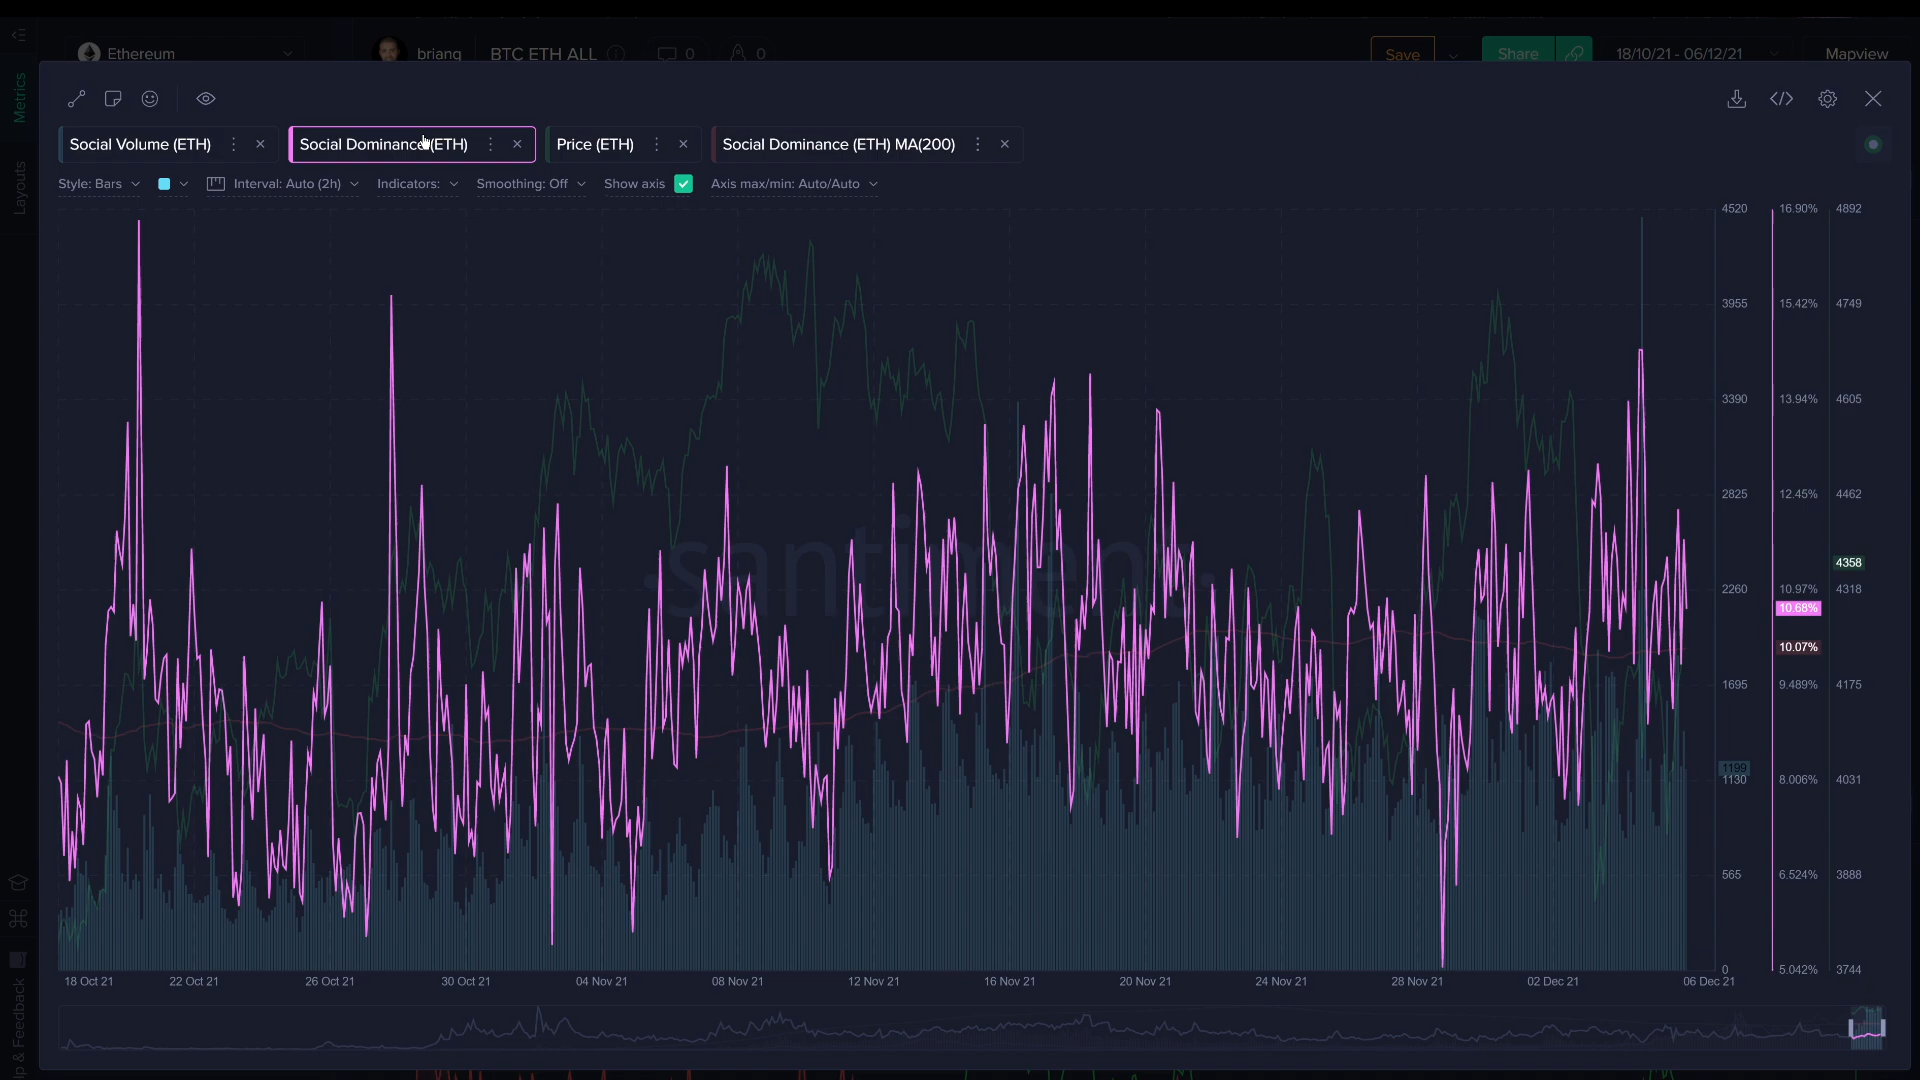 Ethereum
briang
BTC ETH ALL
0
0
Save
Share
18/10/21 - 06/12/21
Mapview
Metrics
Layouts
lp & Feedback
Social Volume (ETH)
Social Dominance (ETH)
Price (ETH)
Social Dominance (ETH) MA(200)
Style: Bars
Interval: Auto (2h)
Indicators:
Smoothing: Off
Show axis
Axis max/min: Auto/Auto
·santiment·
4520 16.90% 4892
3955 15.42% 4749
3390 13.94% 4605
2825 12.45% 4462
4358
2260 10.97% 4318
10.68%
10.07%
1695 9.489% 4175
1199
1130 8.006% 4031
565 6.524% 3888
0 5.042% 3744
18 Oct 21
22 Oct 21
26 Oct 21
30 Oct 21
04 Nov 21
08 Nov 21
12 Nov 21
16 Nov 21
20 Nov 21
24 Nov 21
28 Nov 21
02 Dec 21
06 Dec 21